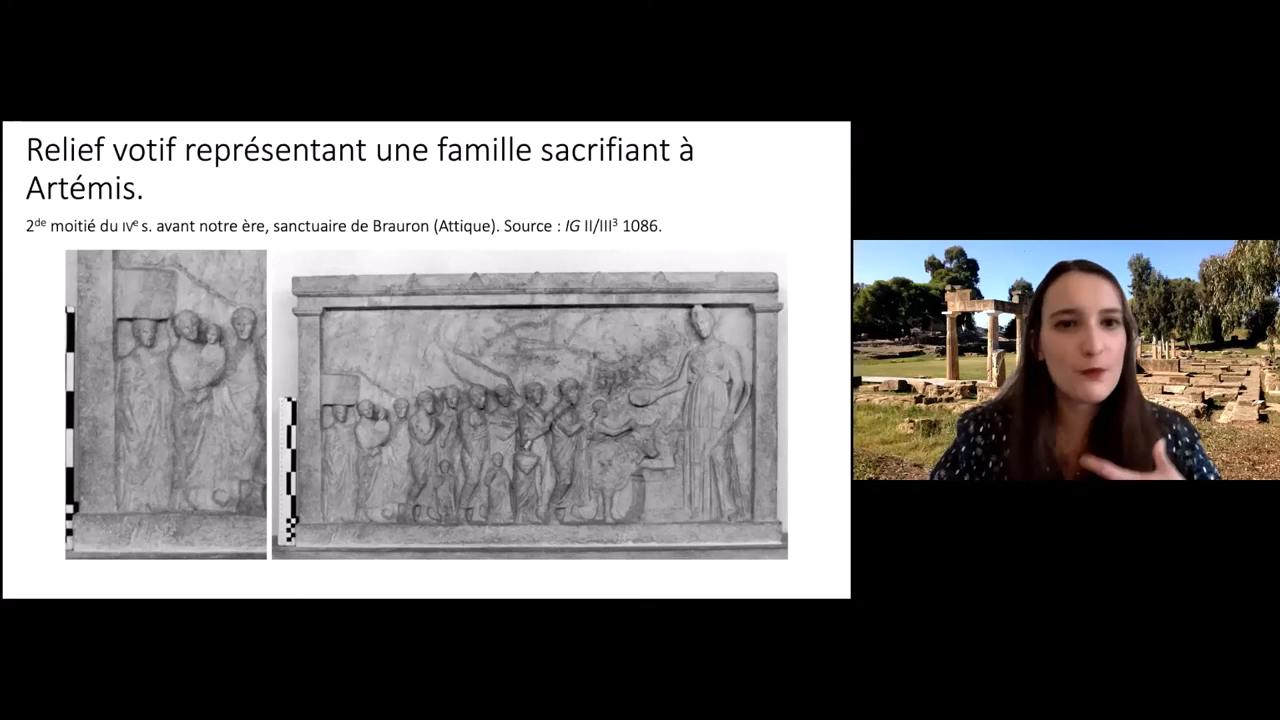 Relief votif représentant une famille sacrifiant à
Artémis.
2de moitié du IVe s. avant notre ère, sanctuaire de Brauron (Attique). Source : IG II/III³ 1086.